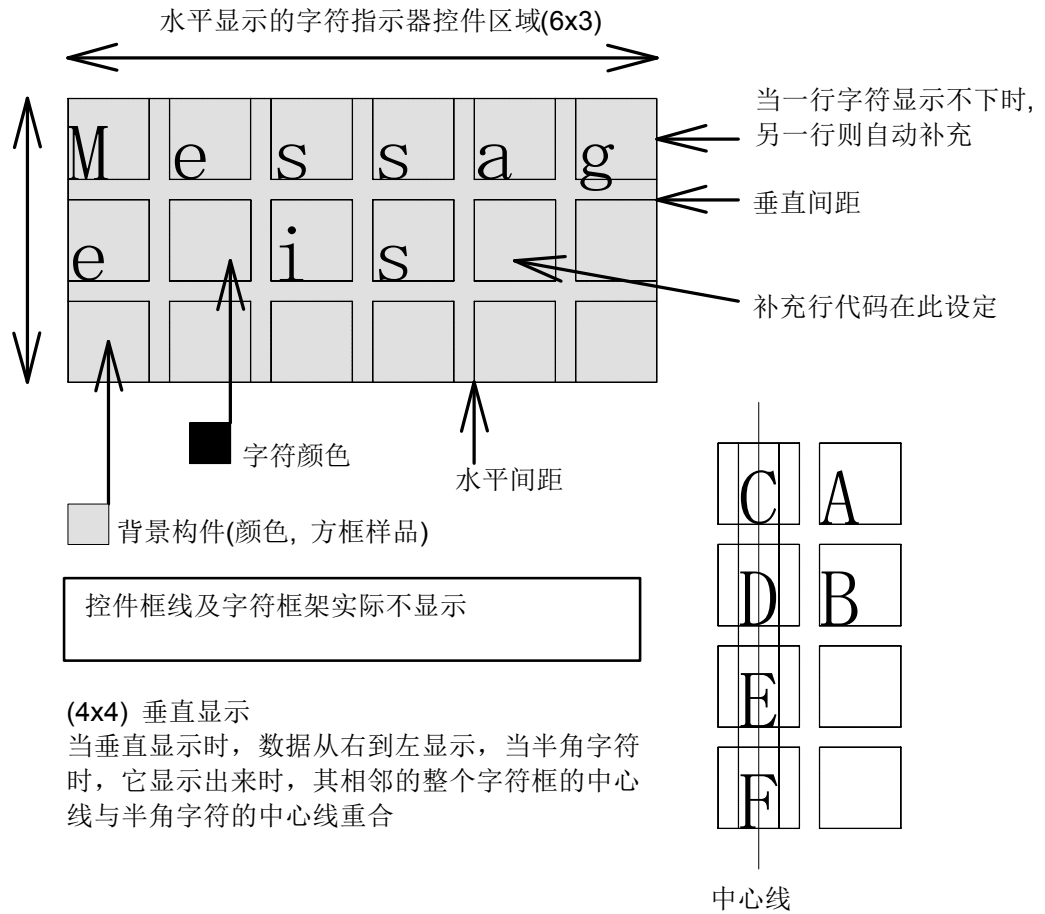 水平显示的字符指示器控件区域(6x3)
当一行字符显示不下时,
另一行则自动补充
M e s s a g
垂直间距
e i s
补充行代码在此设定
字符颜色
水平间距
背景构件(颜色, 方框样品)
C A
控件框线及字符框架实际不显示
D B
E
(4x4) 垂直显示
当垂直显示时，数据从右到左显示，当半角字符
时，它显示出来时，其相邻的整个字符框的中心
线与半角字符的中心线重合
F
中心线